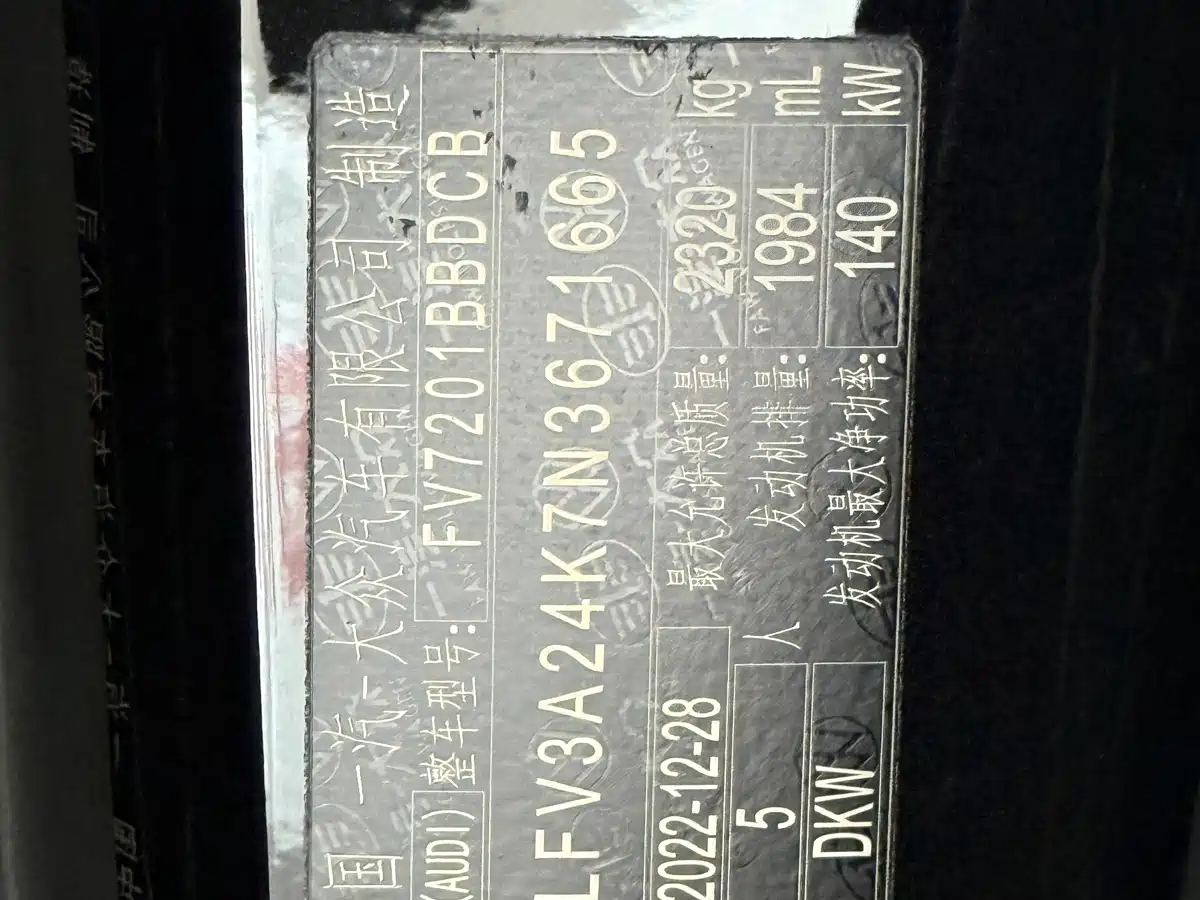 国一汽-大众汽车有限公司 制造
(AUDI) 整车型号: FV7201BBDCB
LFV3A24K7N3671665
2022-12-28 最大允许总质量: 2320 kg
5 人 发动机排量: 1984 mL
DKW 发动机最大净功率: 140 kW